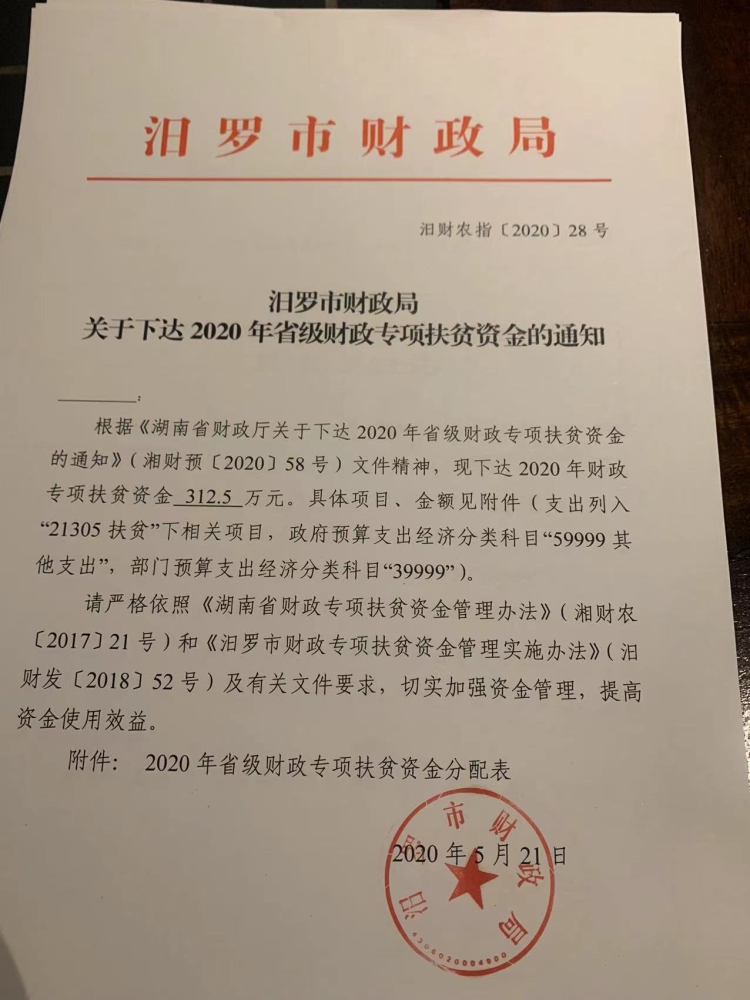 汨罗市财政局
汨财农指〔2020〕28号
汨罗市财政局
关于下达2020年省级财政专项扶贫资金的通知
________：
根据《湖南省财政厅关于下达2020年省级财政专项扶贫资金
的通知》（湘财预〔2020〕58号）文件精神，现下达2020年财政
专项扶贫资金 312.5 万元。具体项目、金额见附件（支出列入
“21305扶贫”下相关项目，政府预算支出经济分类科目“59999其
他支出”，部门预算支出经济分类科目“39999”）。
请严格依照《湖南省财政专项扶贫资金管理办法》（湘财农
〔2017〕21号）和《汨罗市财政专项扶贫资金管理实施办法》（汨
财发〔2018〕52号）及有关文件要求，切实加强资金管理，提高
资金使用效益。
附件： 2020年省级财政专项扶贫资金分配表
2020年5月21日
汨罗市财政局
4306020004900